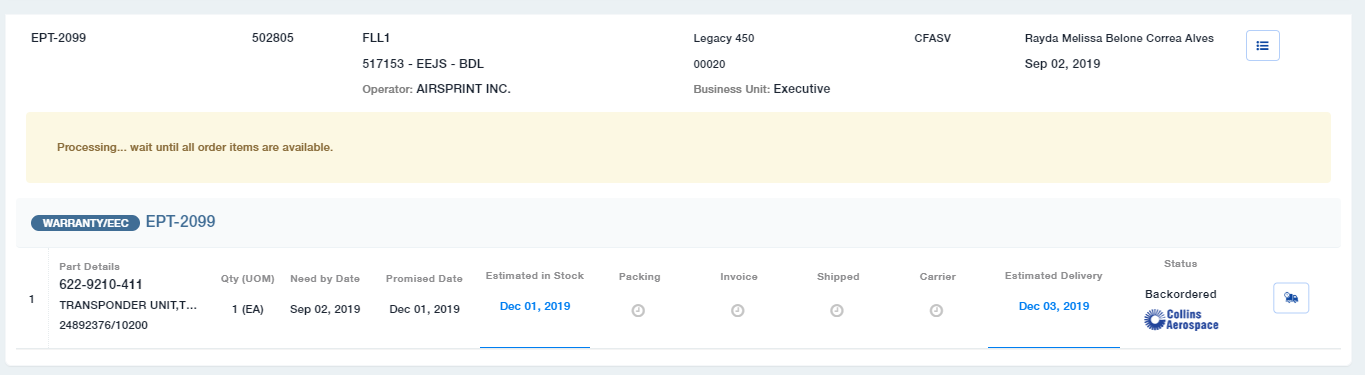 EPT-2099 502805 FLL1 Legacy 450 CFASV Rayda Melissa Belone Correa Alves
517153 - EEJS - BDL 00020 Sep 02, 2019
Operator: AIRSPRINT INC. Business Unit: Executive
Processing... wait until all order items are available.
WARRANTY/EEC EPT-2099
Part Details Qty (UOM) Need by Date Promised Date Estimated in Stock Packing Invoice Shipped Carrier Estimated Delivery Status
1 622-9210-411 1 (EA) Sep 02, 2019 Dec 01, 2019 Dec 01, 2019 Dec 03, 2019 Backordered
TRANSPONDER UNIT,T... Collins
24892376/10200 Aerospace